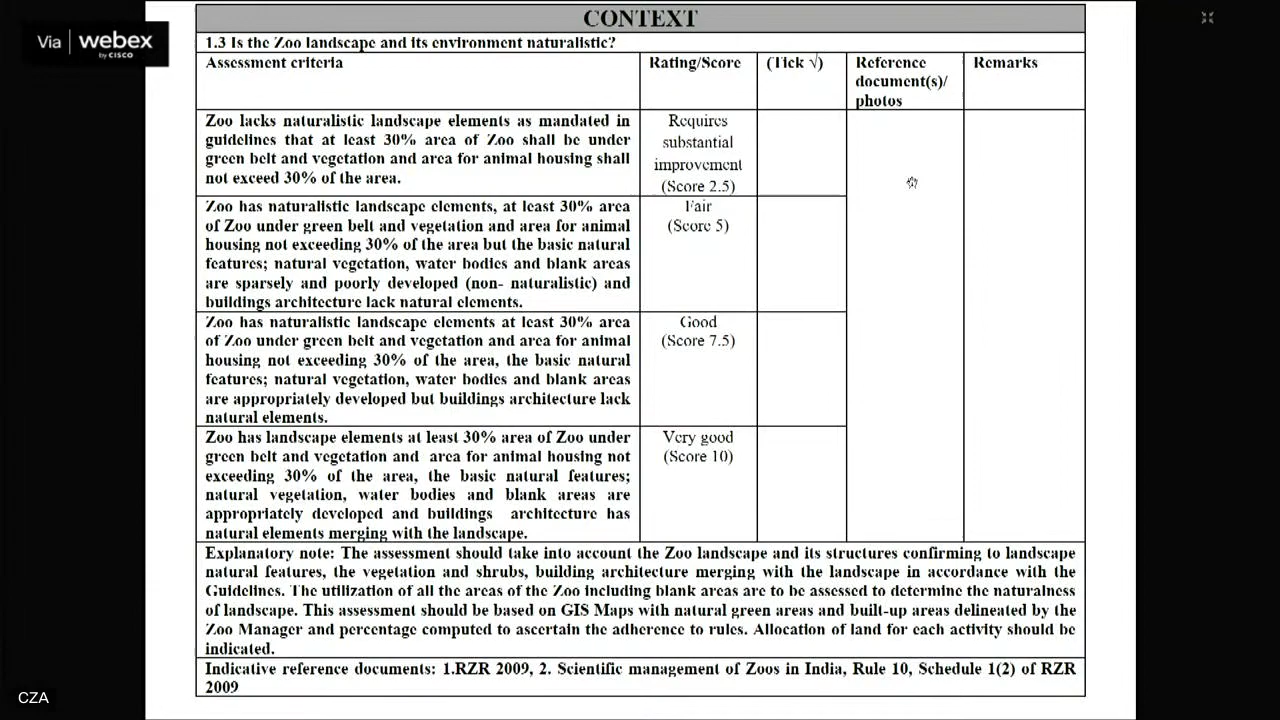 Via webex
by CISCO
CONTEXT
1.3 Is the Zoo landscape and its environment naturalistic?
Assessment criteria
Rating/Score
(Tick √)
Reference
document(s)/
photos
Remarks
Zoo lacks naturalistic landscape elements as mandated in
guidelines that at least 30% area of Zoo shall be under
green belt and vegetation and area for animal housing shall
not exceed 30% of the area.
Requires
substantial
improvement
(Score 2.5)
Zoo has naturalistic landscape elements, at least 30% area
of Zoo under green belt and vegetation and area for animal
housing not exceeding 30% of the area but the basic natural
features; natural vegetation, water bodies and blank areas
are sparsely and poorly developed (non- naturalistic) and
buildings architecture lack natural elements.
Fair
(Score 5)
Zoo has naturalistic landscape elements at least 30% area
of Zoo under green belt and vegetation and area for animal
housing not exceeding 30% of the area, the basic natural
features; natural vegetation, water bodies and blank areas
are appropriately developed but buildings architecture lack
natural elements.
Good
(Score 7.5)
Zoo has landscape elements at least 30% area of Zoo under
green belt and vegetation and area for animal housing not
exceeding 30% of the area, the basic natural features;
natural vegetation, water bodies and blank areas are
appropriately developed and buildings architecture has
natural elements merging with the landscape.
Very good
(Score 10)
Explanatory note: The assessment should take into account the Zoo landscape and its structures confirming to landscape
natural features, the vegetation and shrubs, building architecture merging with the landscape in accordance with the
Guidelines. The utilization of all the areas of the Zoo including blank areas are to be assessed to determine the naturalness
of landscape. This assessment should be based on GIS Maps with natural green areas and built-up areas delineated by the
Zoo Manager and percentage computed to ascertain the adherence to rules. Allocation of land for each activity should be
indicated.
Indicative reference documents: 1.RZR 2009, 2. Scientific management of Zoos in India, Rule 10, Schedule 1(2) of RZR
2009
CZA